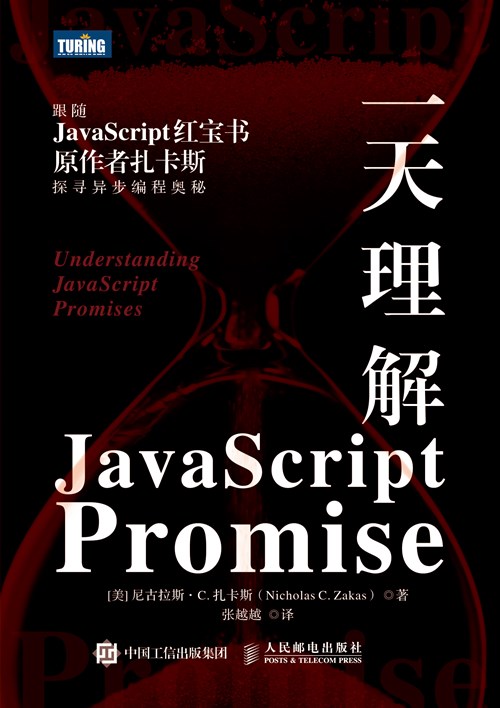 JavaScript
TURING
跟随
JavaScript红宝书
原作者扎卡斯
探寻异步编程奥秘
Understanding
JavaScript
Promises
一天理解
JavaScript
Promise
[美] 尼古拉斯·C. 扎卡斯（Nicholas C. Zakas） ◎著
张越越 ◎译
中国工信出版集团
人民邮电出版社
POSTS & TELECOM PRESS
Promise